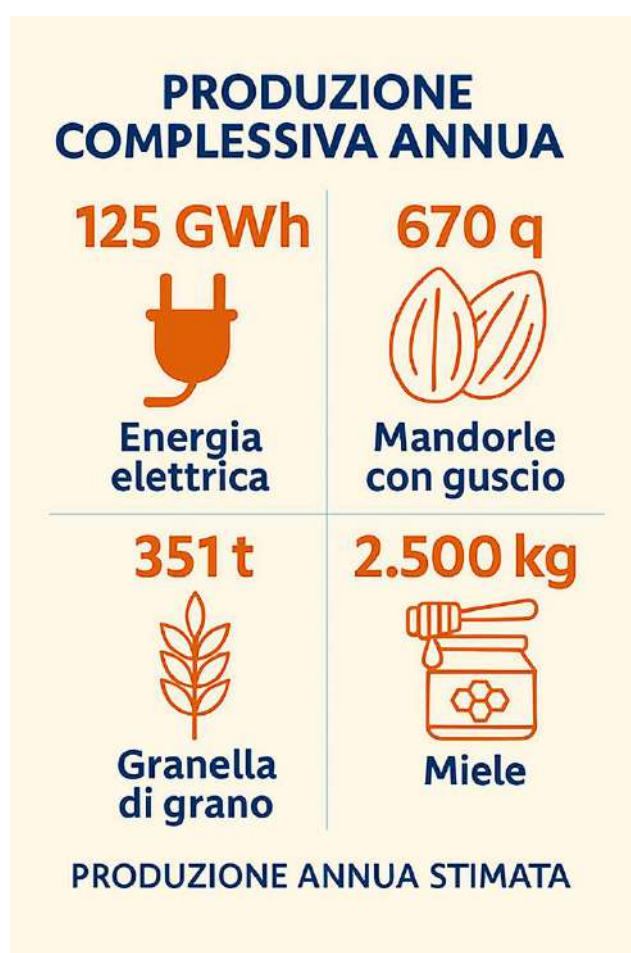 PRODUZIONE
COMPLESSIVA ANNUA
125 GWh
Energia
elettrica
670 q
Mandorle
con guscio
351 t
Granella
di grano
2.500 kg
Miele
PRODUZIONE ANNUA STIMATA